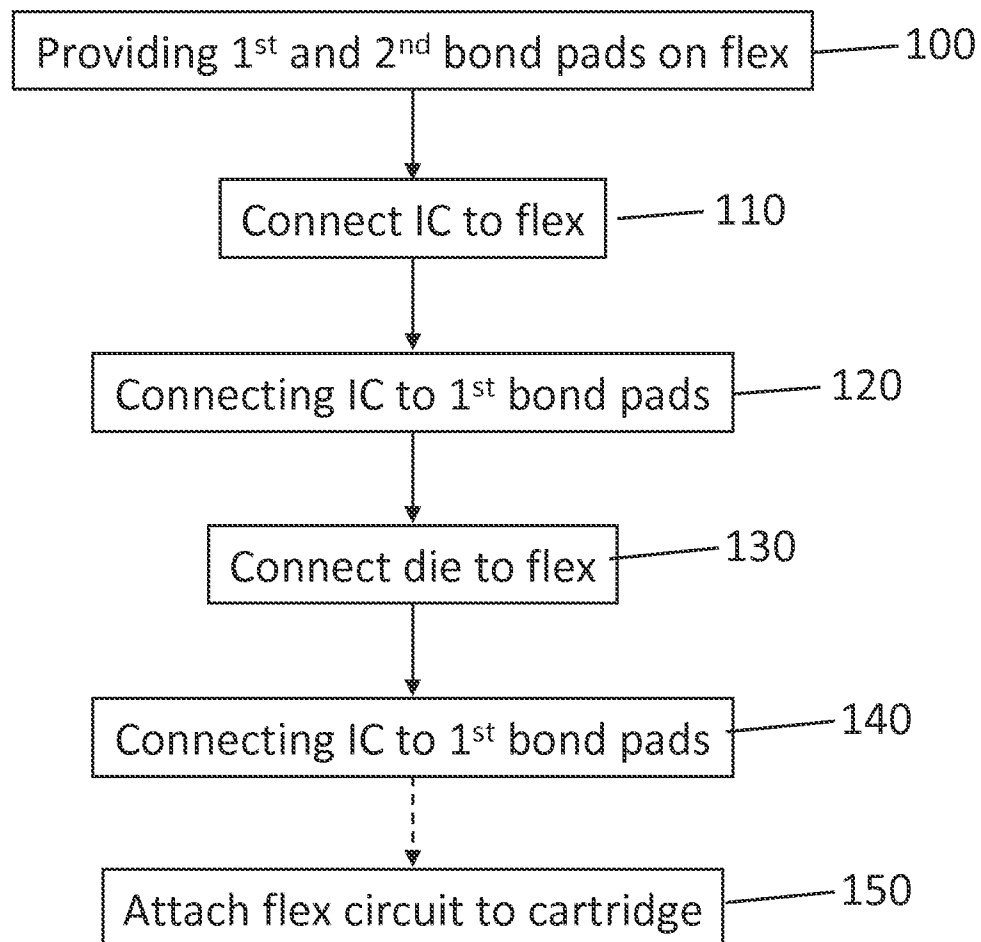 Providing 1st and 2nd bond pads on flex 100
Connect IC to flex 110
Connecting IC to 1st bond pads 120
Connect die to flex 130
Connecting IC to 1st bond pads 140
Attach flex circuit to cartridge 150